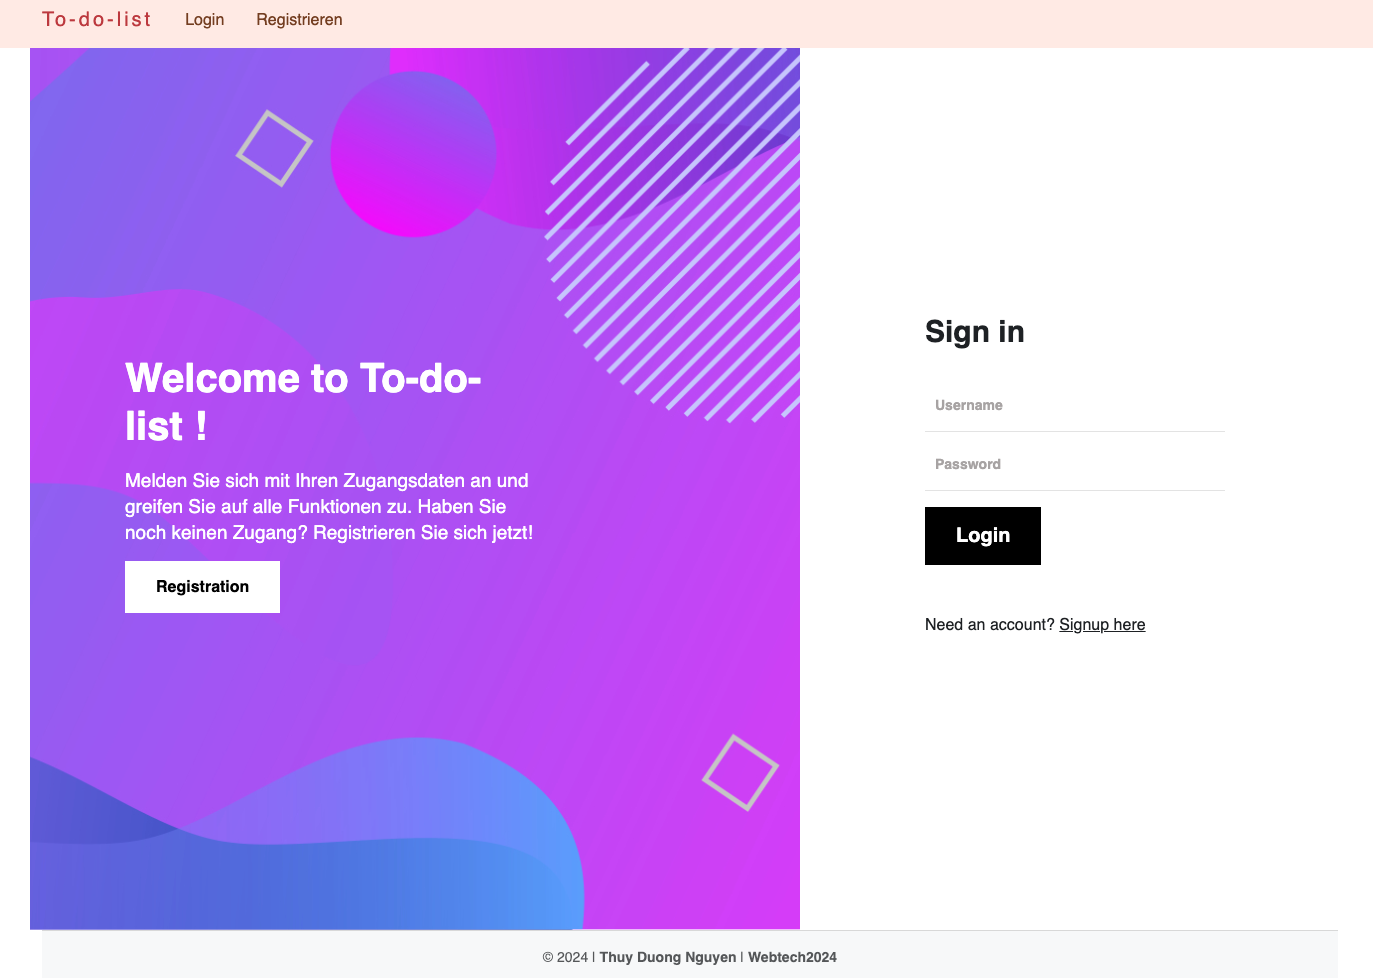 To-do-list Login Registrieren
Welcome to To-do-
list !
Melden Sie sich mit Ihren Zugangsdaten an und
greifen Sie auf alle Funktionen zu. Haben Sie
noch keinen Zugang? Registrieren Sie sich jetzt!
Registration
Sign in
Username
Password
Login
Need an account? Signup here
© 2024 | Thuy Duong Nguyen | Webtech2024